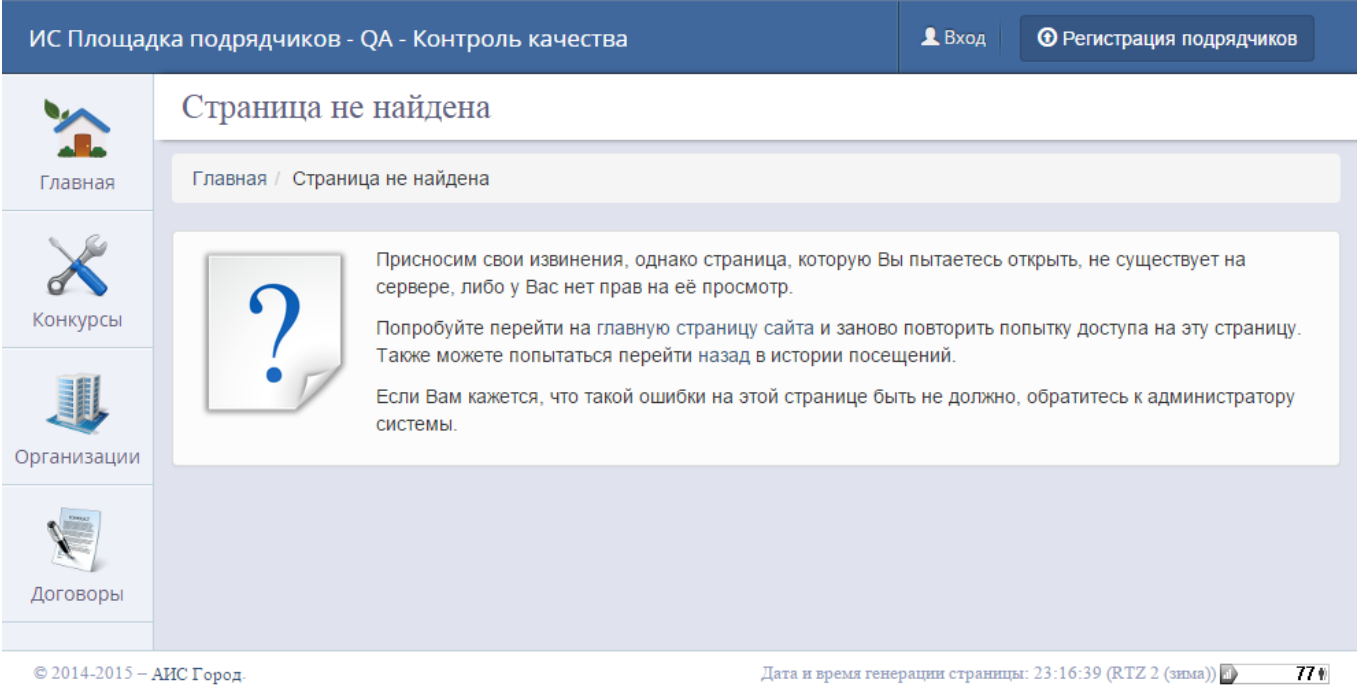 ИС Площадка подрядчиков - QA - Контроль качества
Вход
Регистрация подрядчиков
Главная
Конкурсы
Организации
Договоры
Страница не найдена
Главная / Страница не найдена
?
Присносим свои извинения, однако страница, которую Вы пытаетесь открыть, не существует на
сервере, либо у Вас нет прав на её просмотр.
Попробуйте перейти на главную страницу сайта и заново повторить попытку доступа на эту страницу.
Также можете попытаться перейти назад в истории посещений.
Если Вам кажется, что такой ошибки на этой странице быть не должно, обратитесь к администратору
системы.
© 2014-2015 – АИС Город.
Дата и время генерации страницы: 23:16:39 (RTZ 2 (зима))
77